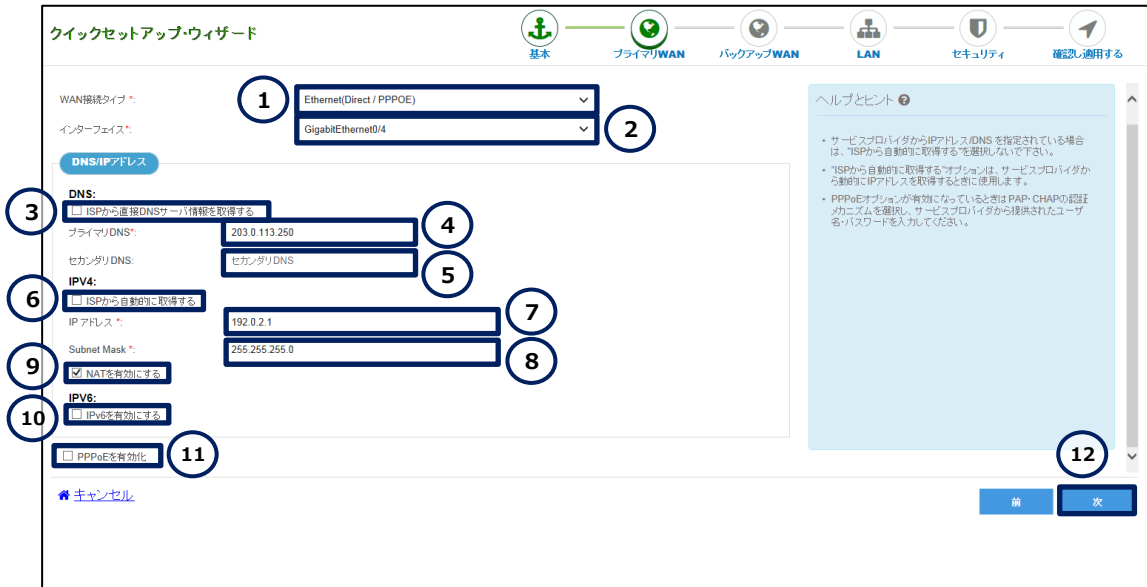 クイックセットアップ・ウィザード
基本
プライマリWAN
バックアップWAN
LAN
セキュリティ
確認し適用する
WAN接続タイプ *:
1
Ethernet(Direct / PPPOE)
インターフェイス*:
GigabitEthernet0/4
2
DNS/IPアドレス
DNS:
3
ISPから直接DNSサーバ情報を取得する
プライマリDNS*:
203.0.113.250
4
セカンダリDNS:
セカンダリDNS
5
IPV4:
6
ISPから自動的に取得する
IP アドレス *:
192.0.2.1
7
Subnet Mask *:
255.255.255.0
8
9
NATを有効にする
IPV6:
10
IPv6を有効にする
PPPoEを有効化
11
ヘルプとヒント
• サービスプロバイダからIPアドレス/DNS を指定されている場合
は、"ISPから自動的に取得する"を選択しないで下さい。
• "ISPから自動的に取得する"オプションは、サービスプロバイダか
ら動的にIPアドレスを取得するときに使用します。
• PPPoEオプションが有効になっているときは PAP・CHAPの認証
メカニズムを選択し、サービスプロバイダから提供されたユーザ
名・パスワードを入力してください。
12
キャンセル
前
次